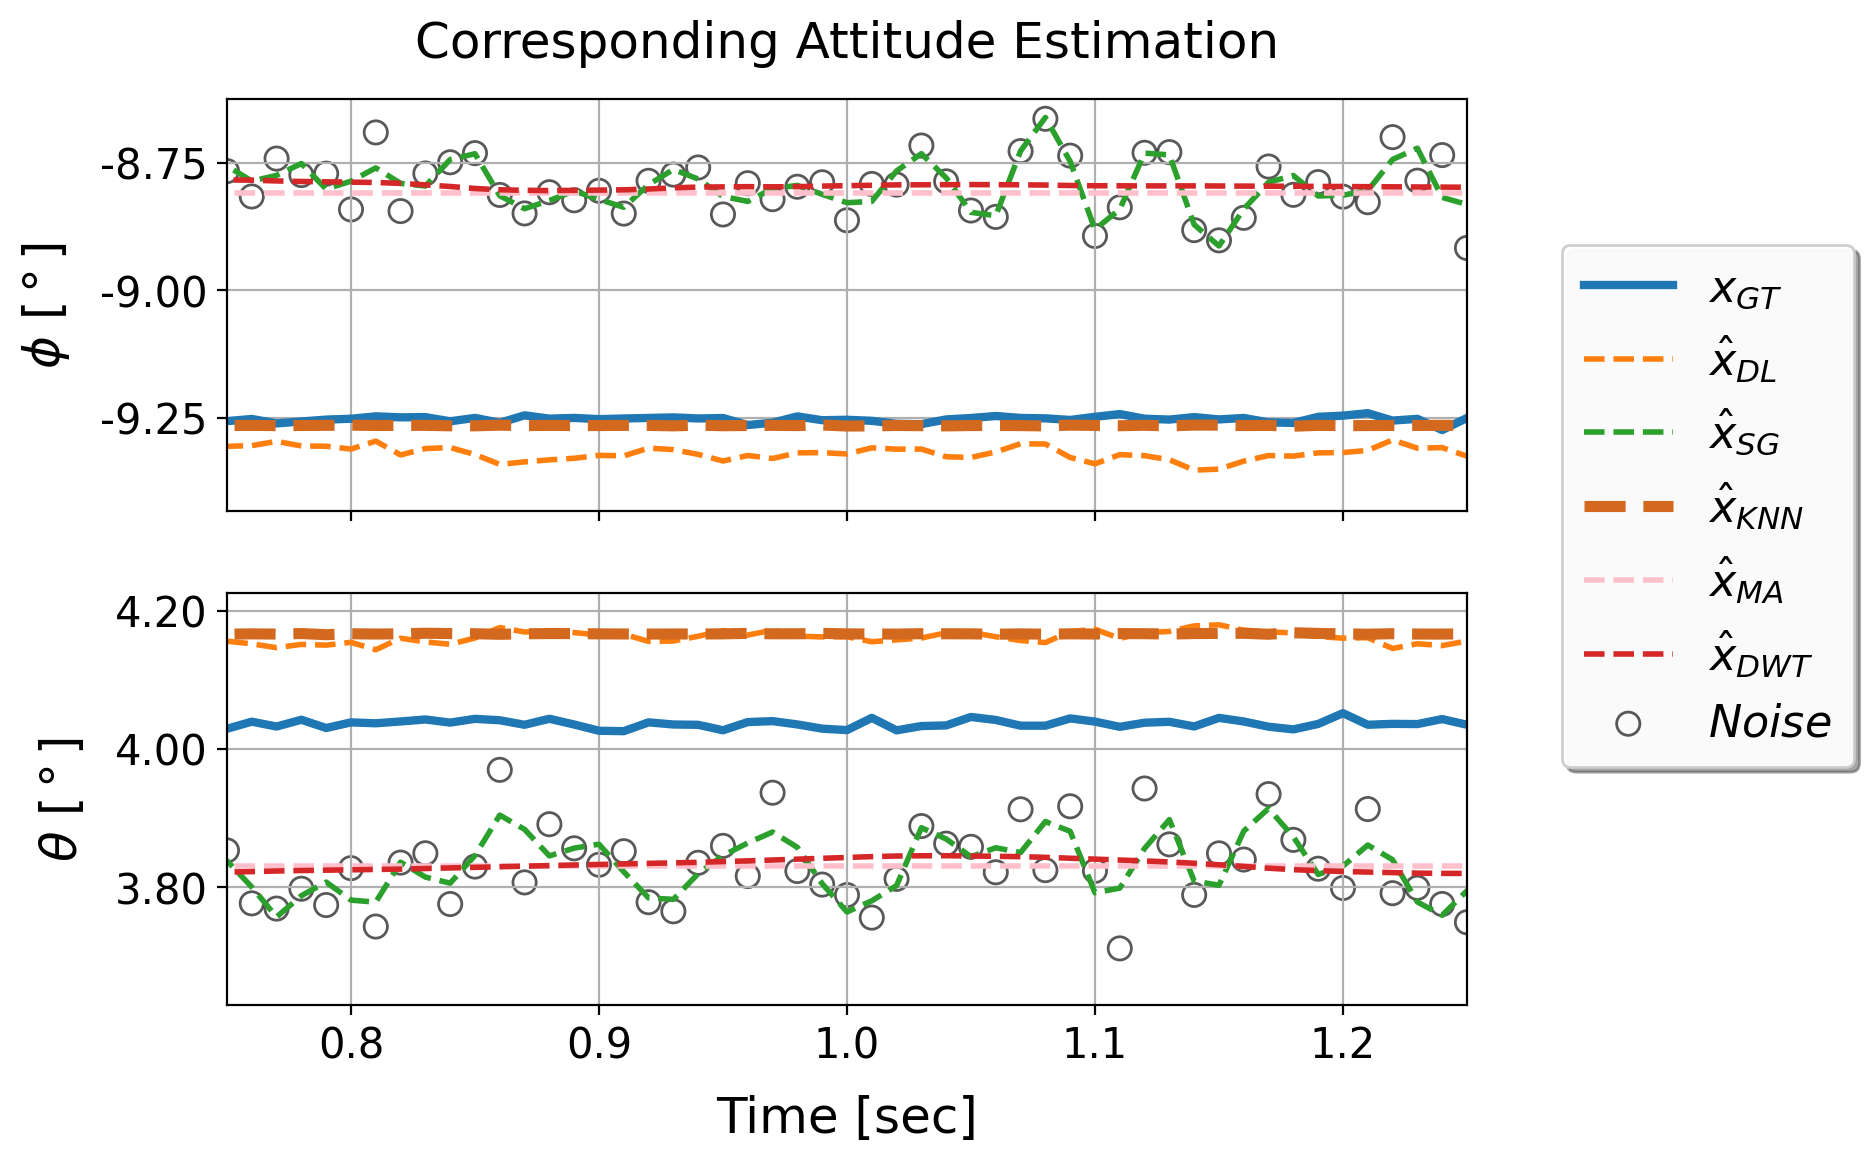 Corresponding Attitude Estimation
ϕ [°]
-8.75
-9.00
-9.25
θ [°]
4.20
4.00
3.80
0.8 0.9 1.0 1.1 1.2
Time [sec]
x_GT
x̂_DL
x̂_SG
x̂_KNN
x̂_MA
x̂_DWT
Noise